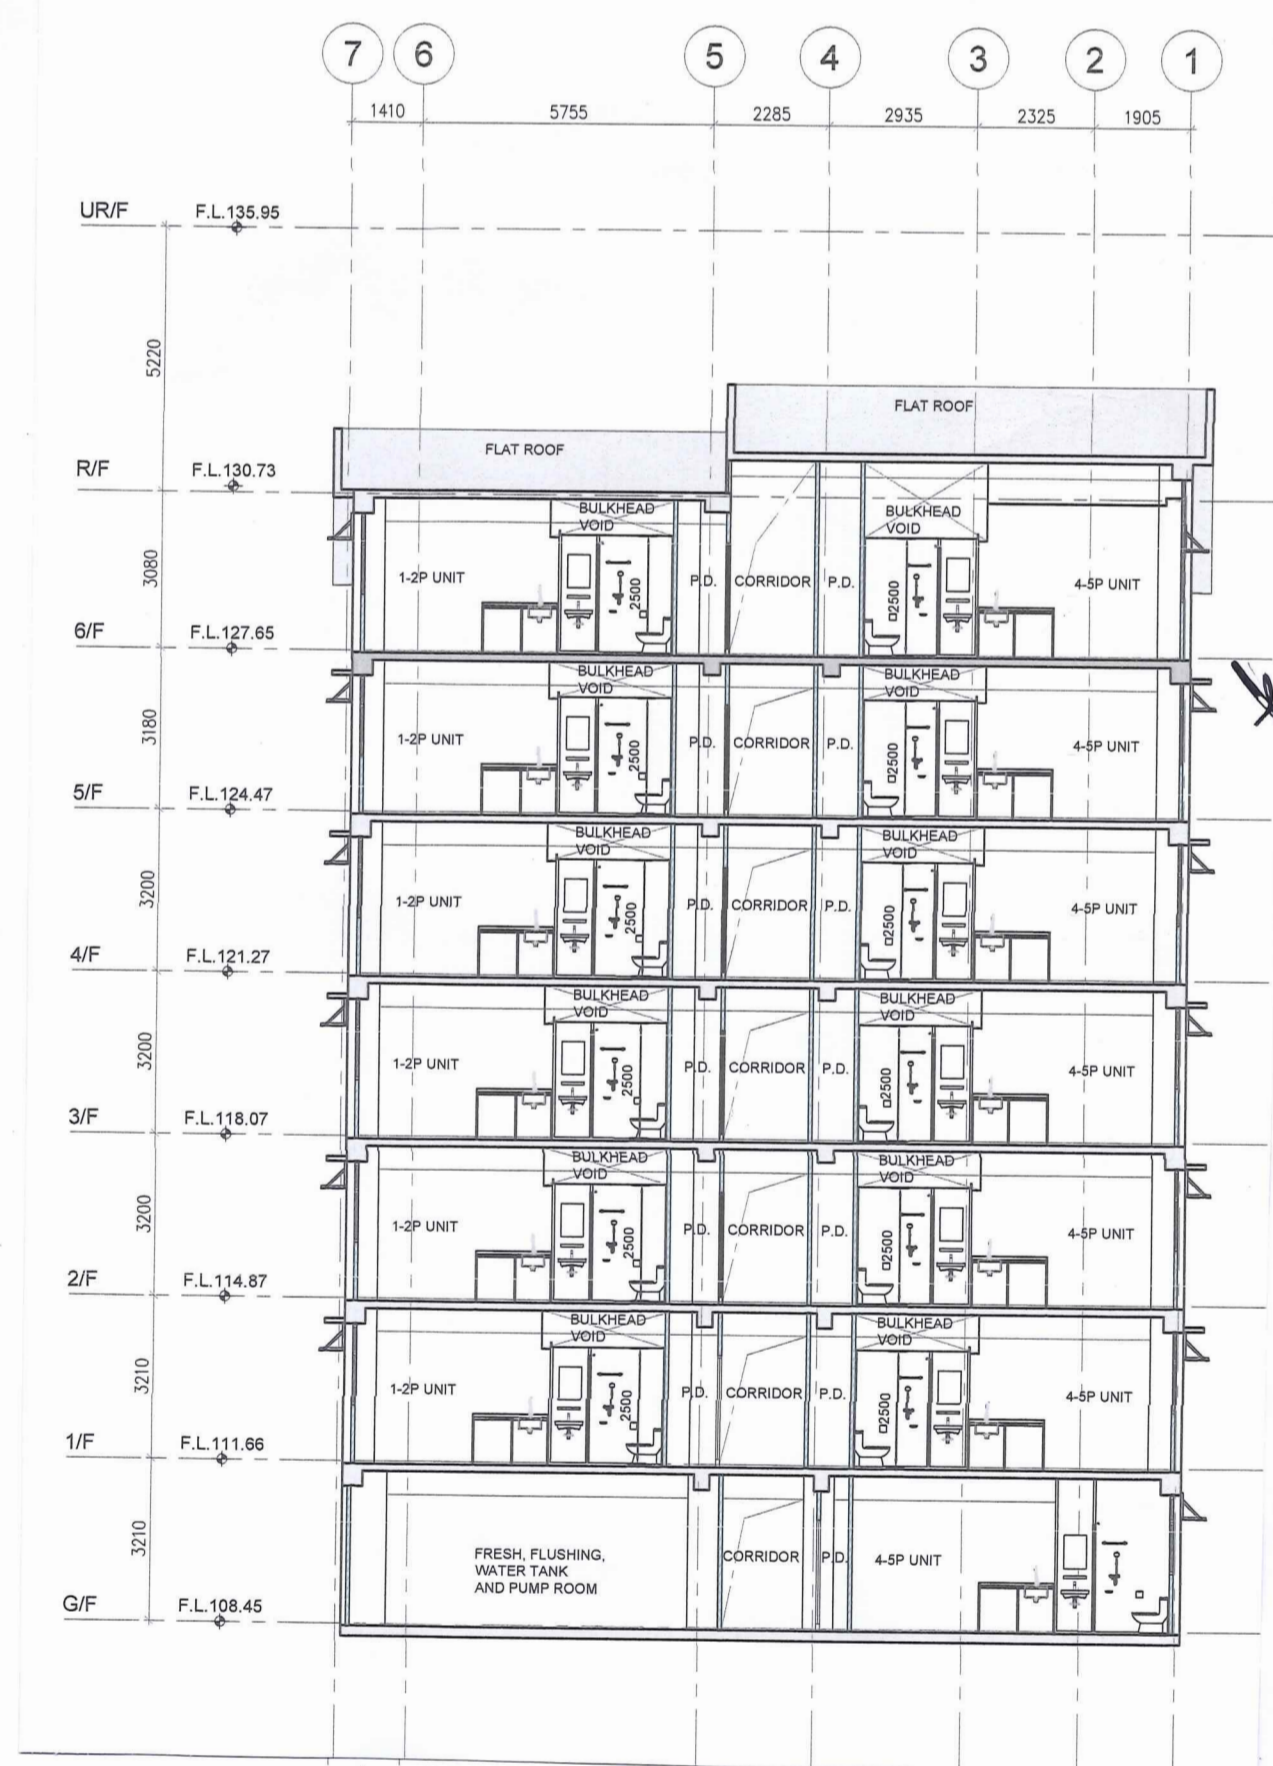 7 6 5 4 3 2 1
1410 5755 2285 2935 2325 1905
UR/F F.L.135.95
5220
FLAT ROOF
FLAT ROOF
R/F F.L.130.73
BULKHEAD
VOID
BULKHEAD
VOID
3080
1-2P UNIT 2500 P.D. CORRIDOR P.D. 2500 4-5P UNIT
6/F F.L.127.65
BULKHEAD
VOID
BULKHEAD
VOID
3180
1-2P UNIT 2500 P.D. CORRIDOR P.D. 2500 4-5P UNIT
5/F F.L.124.47
BULKHEAD
VOID
BULKHEAD
VOID
3200
1-2P UNIT 2500 P.D. CORRIDOR P.D. 2500 4-5P UNIT
4/F F.L.121.27
BULKHEAD
VOID
BULKHEAD
VOID
3200
1-2P UNIT 2500 P.D. CORRIDOR P.D. 2500 4-5P UNIT
3/F F.L.118.07
BULKHEAD
VOID
BULKHEAD
VOID
3200
1-2P UNIT 2500 P.D. CORRIDOR P.D. 2500 4-5P UNIT
2/F F.L.114.87
BULKHEAD
VOID
BULKHEAD
VOID
3210
1-2P UNIT 2500 P.D. CORRIDOR P.D. 2500 4-5P UNIT
1/F F.L.111.66
3210
FRESH, FLUSHING,
WATER TANK
AND PUMP ROOM
CORRIDOR P.D. 4-5P UNIT
G/F F.L.108.45